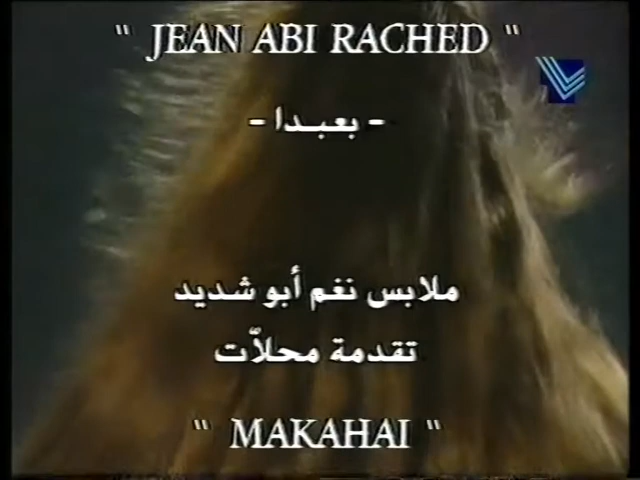 " JEAN ABI RACHED "
- بعبدا -
ملابس نغم أبو شديد
تقدمة محلاّت
" MAKAHAI "